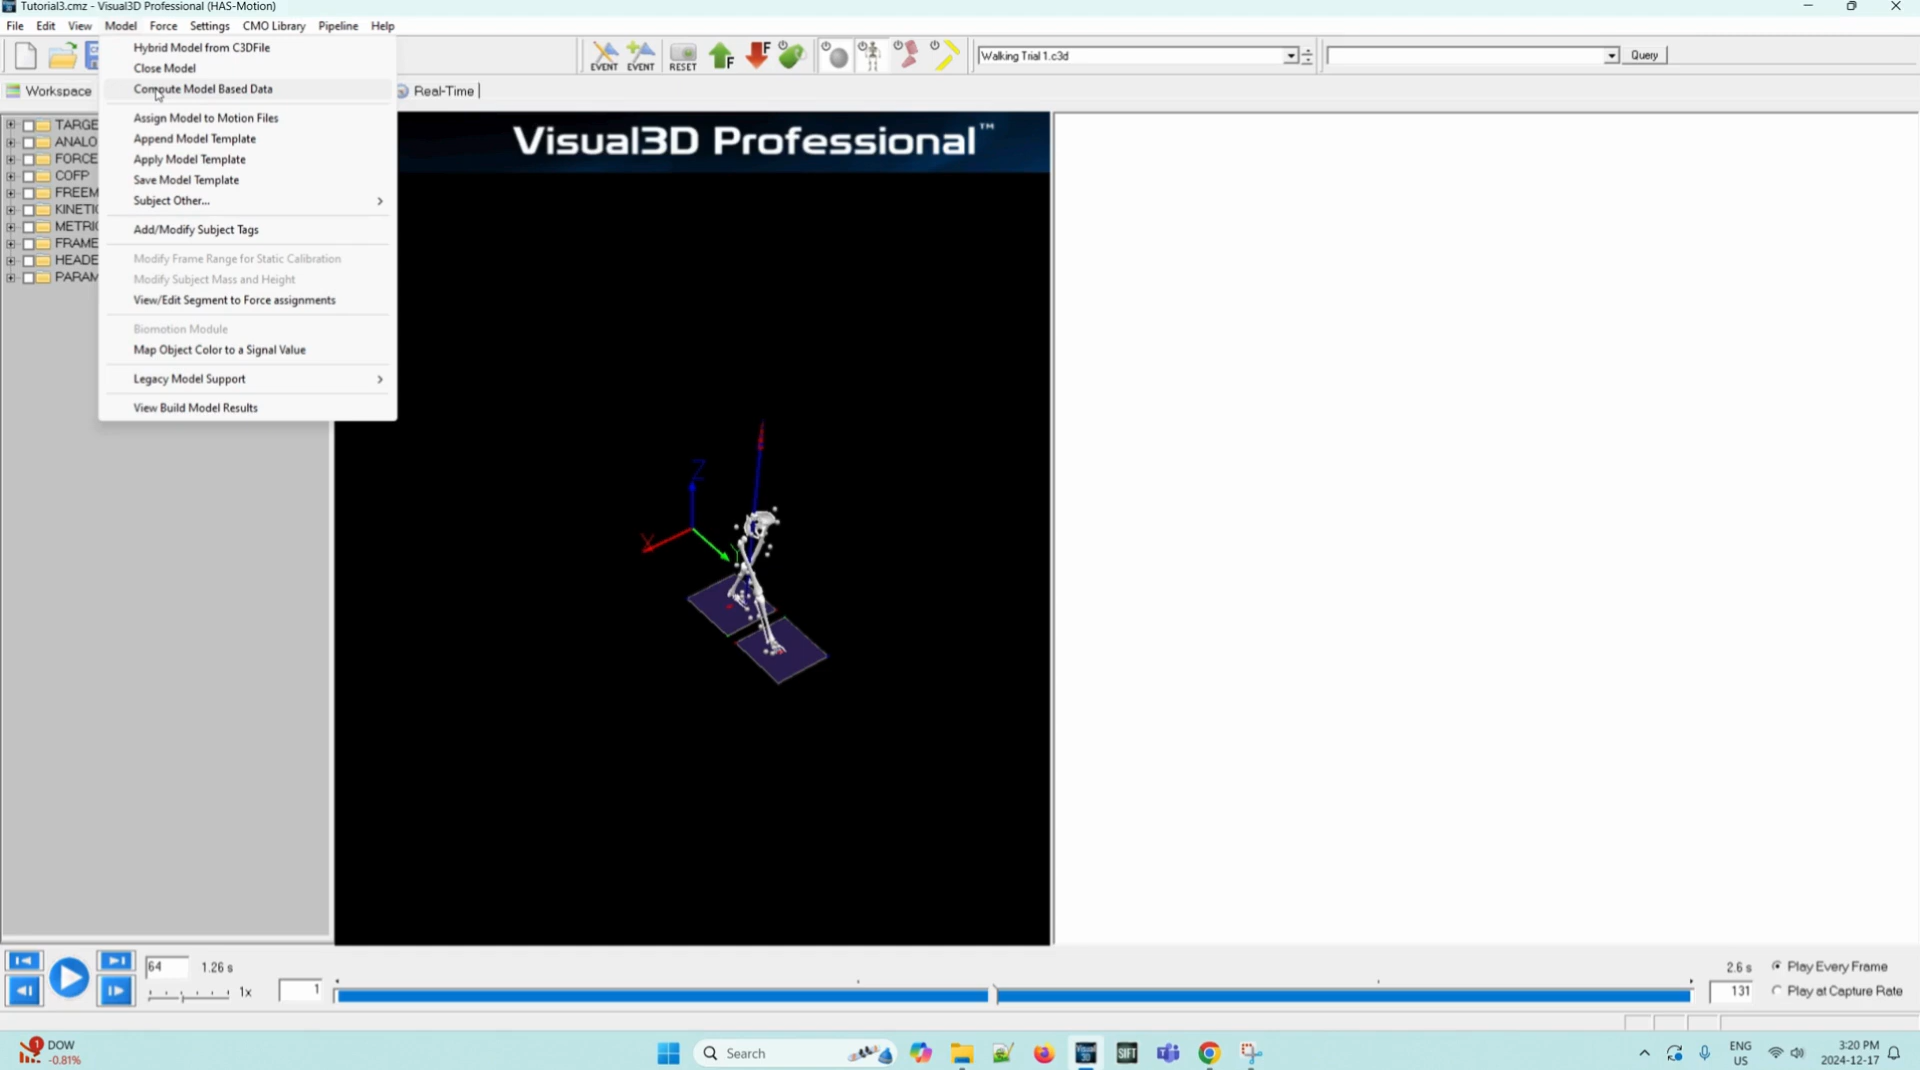 Tutorial3.cmz - Visual3D Professional (HAS-Motion)
File Edit View Model Force Settings CMO Library Pipeline Help
EVENT EVENT RESET F F Walking Trial 1.c3d Query
Workspace Real-Time
Hybrid Model from C3DFile
Close Model
Compute Model Based Data
Assign Model to Motion Files
Append Model Template
Apply Model Template
Save Model Template
Subject Other...
Add/Modify Subject Tags
Modify Frame Range for Static Calibration
Modify Subject Mass and Height
View/Edit Segment to Force assignments
Biomotion Module
Map Object Color to a Signal Value
Legacy Model Support
View Build Model Results
TARGE
ANALO
FORCE
COFP
FREEM
KINETIC
METRIC
FRAME
HEADE
PARAM
Visual3D Professional™
Z
X
Y
64 1.26 s
1x 1
2.6 s Play Every Frame
131 Play at Capture Rate
1 DOW
-0.81%
Search
SIFT
ENG
US
3:20 PM
2024-12-17